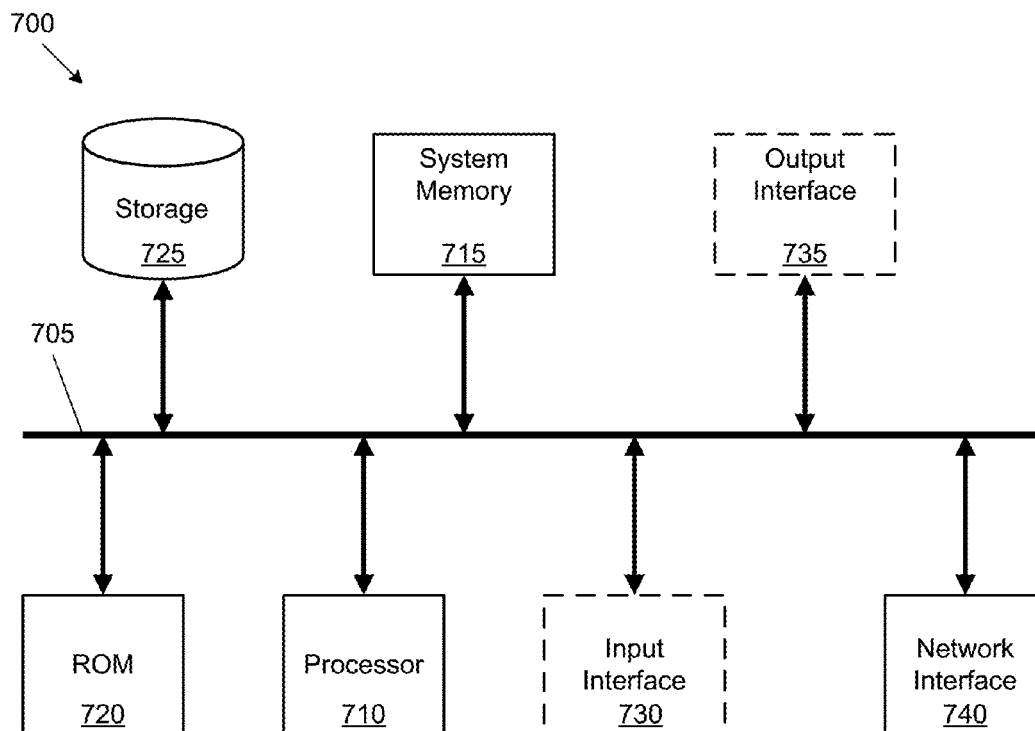 700
Storage
725
System
Memory
715
Output
Interface
735
705
ROM
720
Processor
710
Input
Interface
730
Network
Interface
740